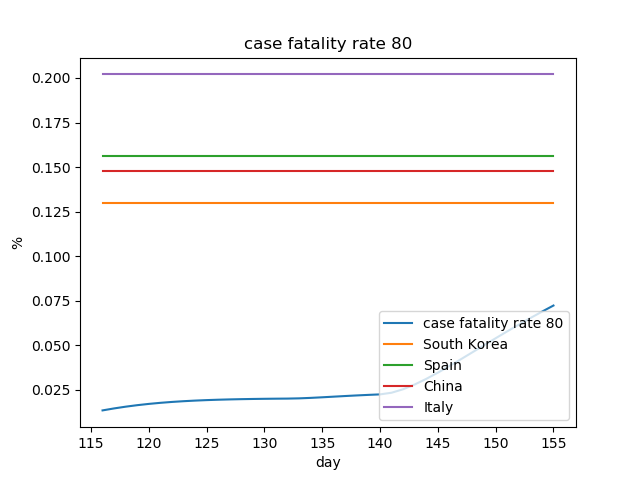 case fatality rate 80
0.200
0.175
0.150
0.125
0.100
0.075
0.050
0.025
%
case fatality rate 80
South Korea
Spain
China
Italy
115 120 125 130 135 140 145 150 155
day